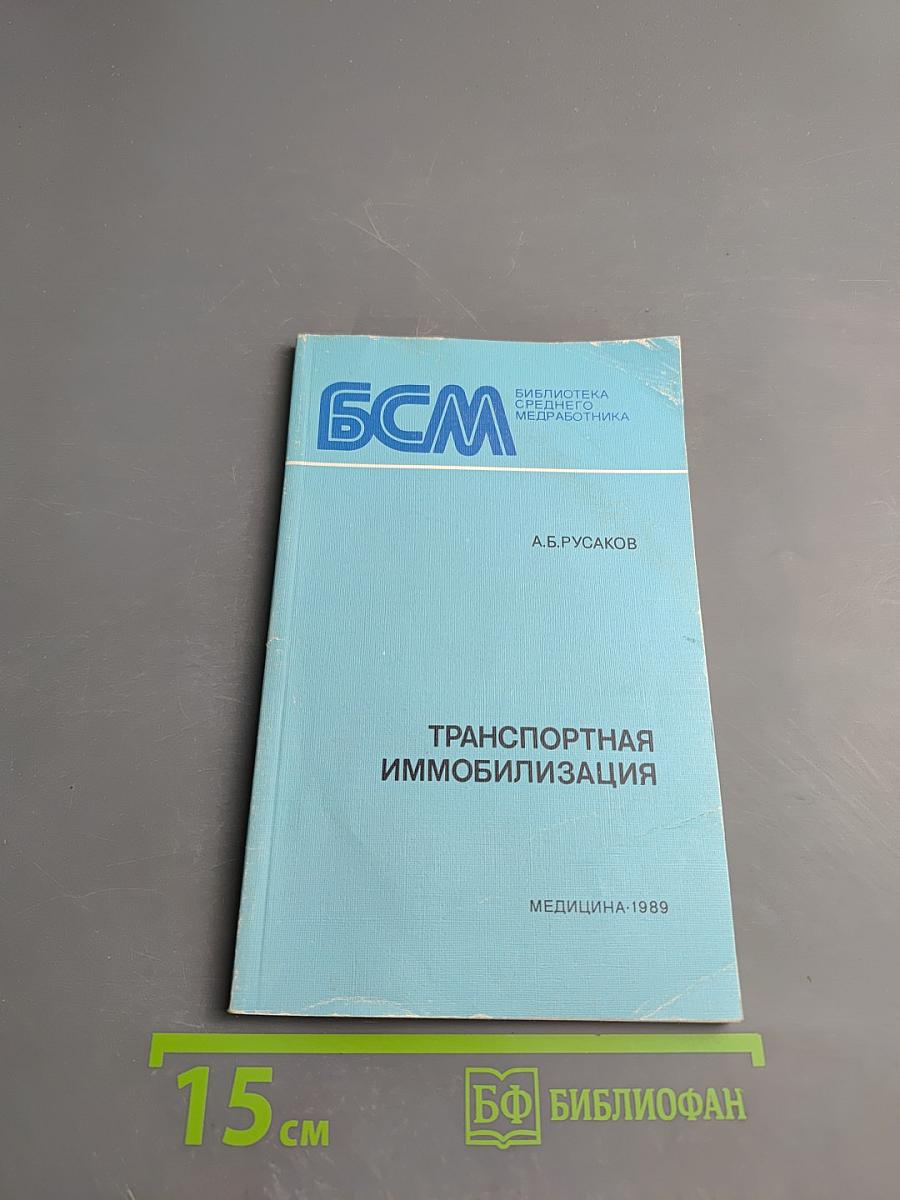 БСМ
БИБЛИОТЕКА
СРЕДНЕГО
МЕДРАБОТНИКА
А.Б.РУСАКОВ
ТРАНСПОРТНАЯ
ИММОБИЛИЗАЦИЯ
МЕДИЦИНА·1989
15 см
БФ БИБЛИОФАН